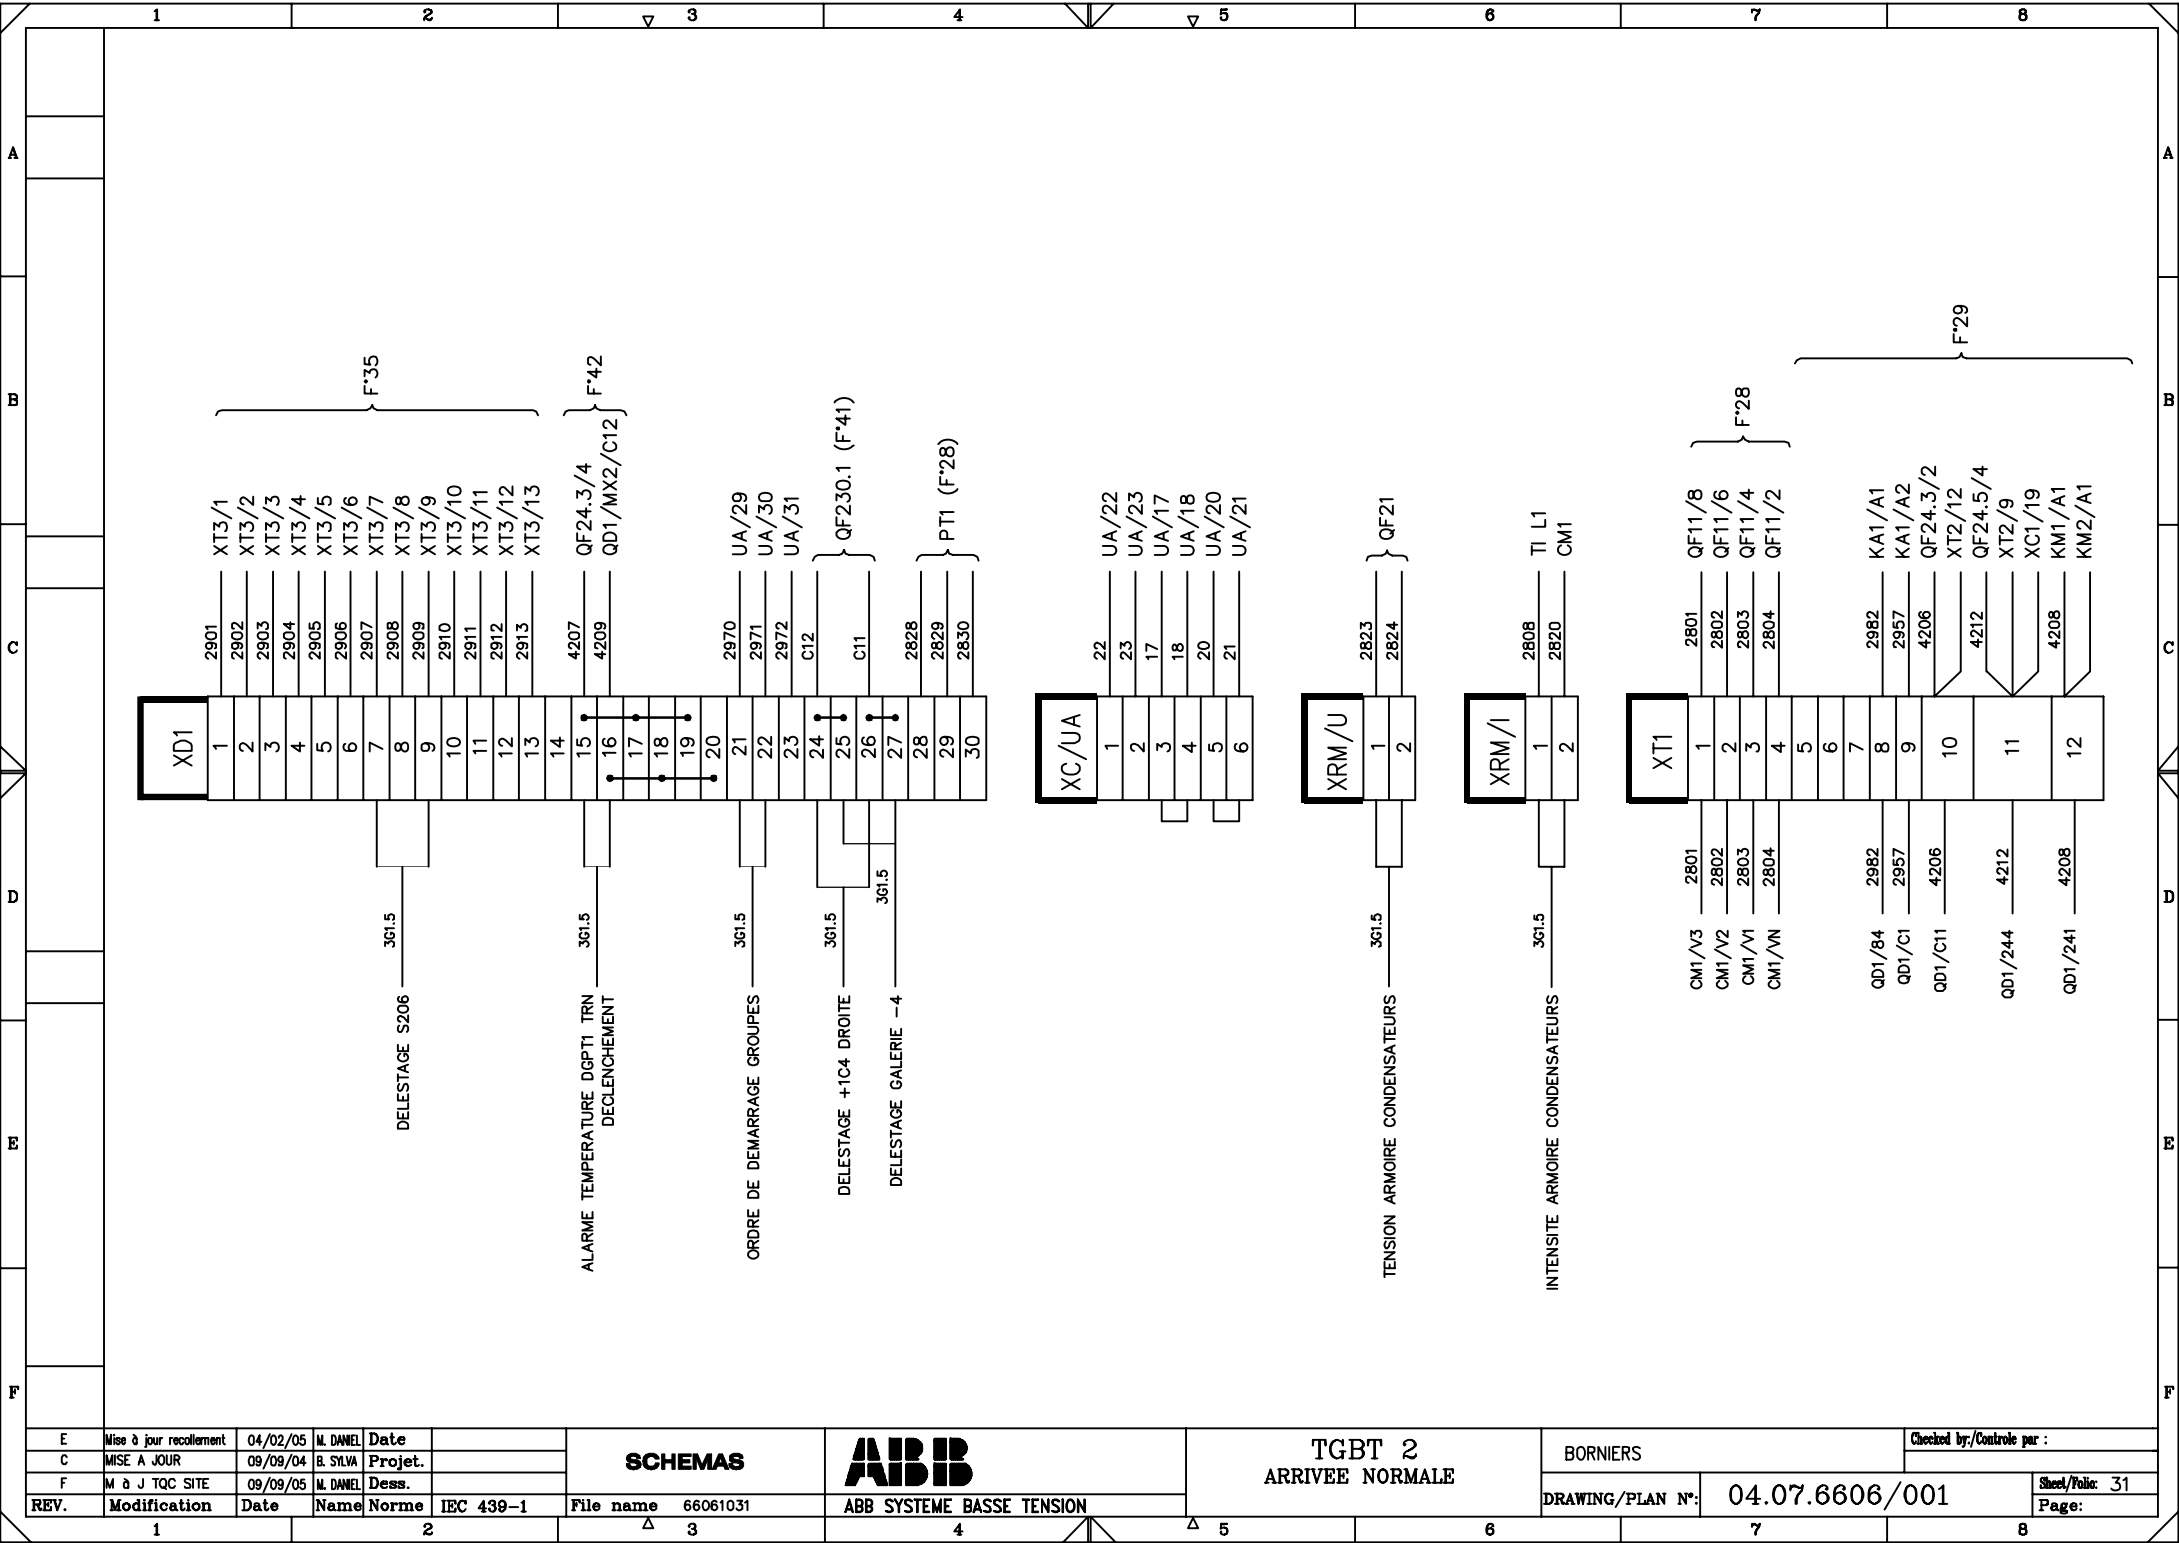 1 2 3 4 5 6 7 8
A
B
C
D
E
F
A
B
C
D
E
F
F°35
F°42
XT3/1
XT3/2
XT3/3
XT3/4
XT3/5
XT3/6
XT3/7
XT3/8
XT3/9
XT3/10
XT3/11
XT3/12
XT3/13
QF24.3/4
QD1/MX2/C12
UA/29
UA/30
UA/31
QF230.1 (F°41)
PT1 (F°28)
2901
2902
2903
2904
2905
2906
2907
2908
2909
2910
2911
2912
2913
4207
4209
2970
2971
2972
C12
C11
2828
2829
2830
XD1
1
2
3
4
5
6
7
8
9
10
11
12
13
14
15
16
17
18
19
20
21
22
23
24
25
26
27
28
29
30
3G1.5
3G1.5
3G1.5
3G1.5
3G1.5
DELESTAGE S206
ALARME TEMPERATURE DGPT1 TRN
DECLENCHEMENT
ORDRE DE DEMARRAGE GROUPES
DELESTAGE +1C4 DROITE
DELESTAGE GALERIE -4
UA/22
UA/23
UA/17
UA/18
UA/20
UA/21
22
23
17
18
20
21
XC/UA
1
2
3
4
5
6
QF21
2823
2824
XRM/U
1
2
3G1.5
TENSION ARMOIRE CONDENSATEURS
TI L1
CM1
2808
2820
XRM/I
1
2
3G1.5
INTENSITE ARMOIRE CONDENSATEURS
F°28
F°29
QF11/8
QF11/6
QF11/4
QF11/2
KA1/A1
KA1/A2
QF24.3/2
XT2/12
QF24.5/4
XT2/9
XC1/19
KM1/A1
KM2/A1
2801
2802
2803
2804
2982
2957
4206
4212
4208
XT1
1
2
3
4
5
6
7
8
9
10
11
12
2801
2802
2803
2804
2982
2957
4206
4212
4208
CM1/V3
CM1/V2
CM1/V1
CM1/VN
QD1/84
QD1/C1
QD1/C11
QD1/244
QD1/241
E Mise à jour recollement 04/02/05 M. DANIEL Date
C MISE A JOUR 09/09/04 B. SYLVA Projet.
F M à J TQC SITE 09/09/05 M. DANIEL Dess.
REV. Modification Date Name Norme IEC 439-1
SCHEMAS
File name 66061031
ABB
ABB SYSTEME BASSE TENSION
TGBT 2
ARRIVEE NORMALE
BORNIERS
Checked by:/Controle par :
DRAWING/PLAN N°: 04.07.6606/001
Sheet/Folio: 31
Page:
1 2 3 4 5 6 7 8